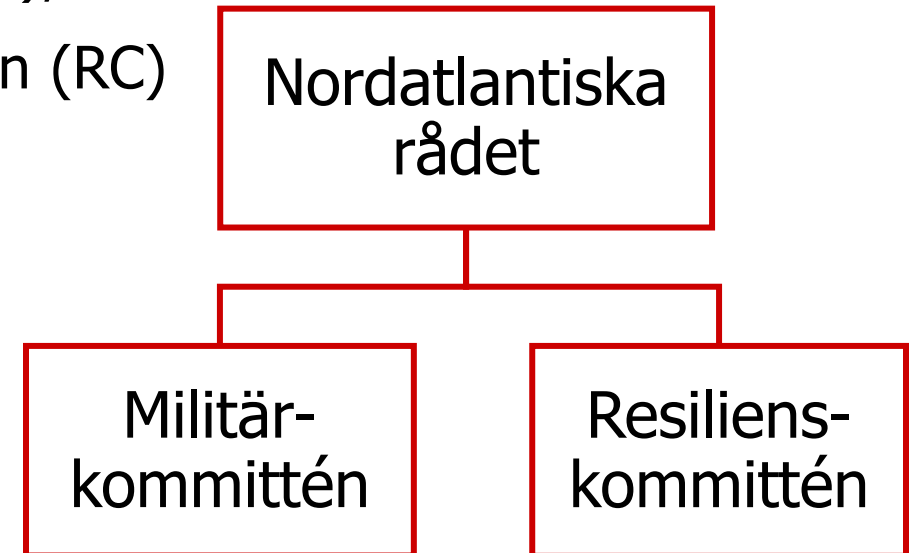 n (RC)
Nordatlantiska
rådet
Militär-
kommittén
Resiliens-
kommittén